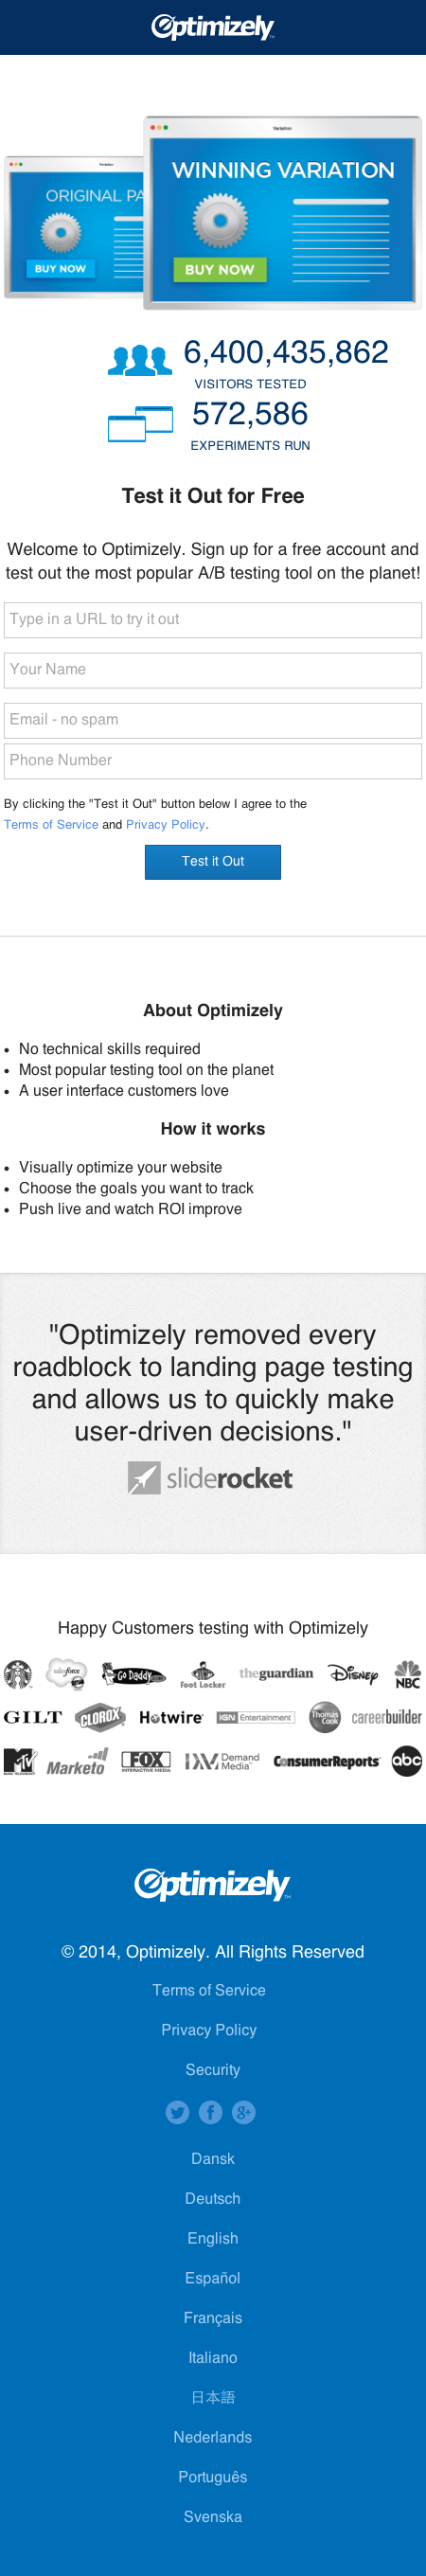 Optimizely
Variation
Variation
ORIGINAL PA
WINNING VARIATION
BUY NOW
BUY NOW
6,400,435,862
VISITORS TESTED
572,586
EXPERIMENTS RUN
Test it Out for Free
Welcome to Optimizely. Sign up for a free account and
test out the most popular A/B testing tool on the planet!
Type in a URL to try it out
Your Name
Email - no spam
Phone Number
By clicking the "Test it Out" button below I agree to the
Terms of Service and Privacy Policy.
Test it Out
About Optimizely
• No technical skills required
• Most popular testing tool on the planet
• A user interface customers love
How it works
• Visually optimize your website
• Choose the goals you want to track
• Push live and watch ROI improve
"Optimizely removed every
roadblock to landing page testing
and allows us to quickly make
user-driven decisions."
sliderocket
Happy Customers testing with Optimizely
salesforce Go Daddy Foot Locker theguardian Disney NBC
GILT CLOROX Hotwire IGN Entertainment Thomas Cook careerbuilder
MTV MUSIC TELEVISION Marketo FOX INTERACTIVE MEDIA Demand Media™ ConsumerReports abc
Optimizely™
© 2014, Optimizely. All Rights Reserved
Terms of Service
Privacy Policy
Security
Dansk
Deutsch
English
Español
Français
Italiano
日本語
Nederlands
Português
Svenska